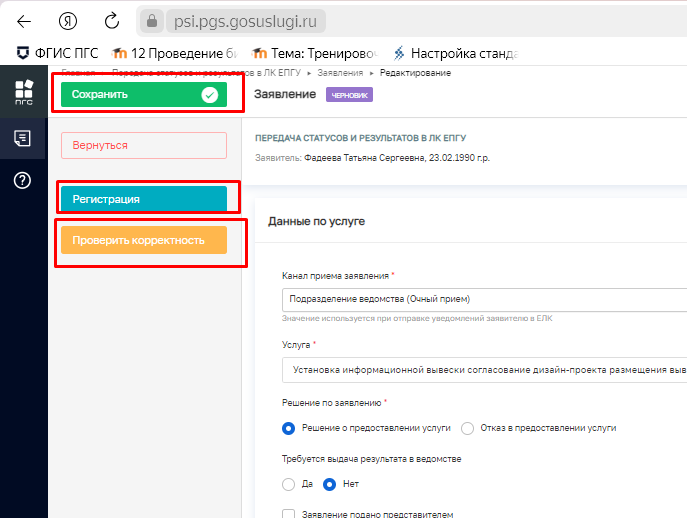 psi.pgs.gosuslugi.ru
ФГИС ПГС 12 Проведение би Тема: Тренировоч Настройка станда
Главная ▸ Передача статусов и результатов в ЛК ЕПГУ ▸ Заявления ▸ Редактирование
ПГС
Сохранить
Заявление ЧЕРНОВИК
Вернуться
Регистрация
Проверить корректность
ПЕРЕДАЧА СТАТУСОВ И РЕЗУЛЬТАТОВ В ЛК ЕПГУ
Заявитель: Фадеева Татьяна Сергеевна, 23.02.1990 г.р.
Данные по услуге
Канал приема заявления *
Подразделение ведомства (Очный прием)
Значение используется при отправке уведомлений заявителю в ЕЛК
Услуга *
Установка информационной вывески согласование дизайн-проекта размещения выв
Решение по заявлению *
Решение о предоставлении услуги Отказ в предоставлении услуги
Требуется выдача результата в ведомстве
Да Нет
Заявление подано представителем